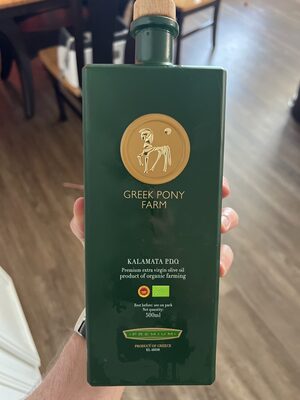 GREEK PONY
FARM
KALAMATA P.D.O.
Premium extra virgin olive oil
product of organic farming
Best before: see on pack
Net quantity:
500ml
PREMIUM
PRODUCT OF GREECE